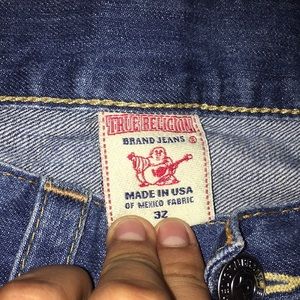 TRUE RELIGION
BRAND JEANS ®
MADE IN USA
OF MEXICO FABRIC
32